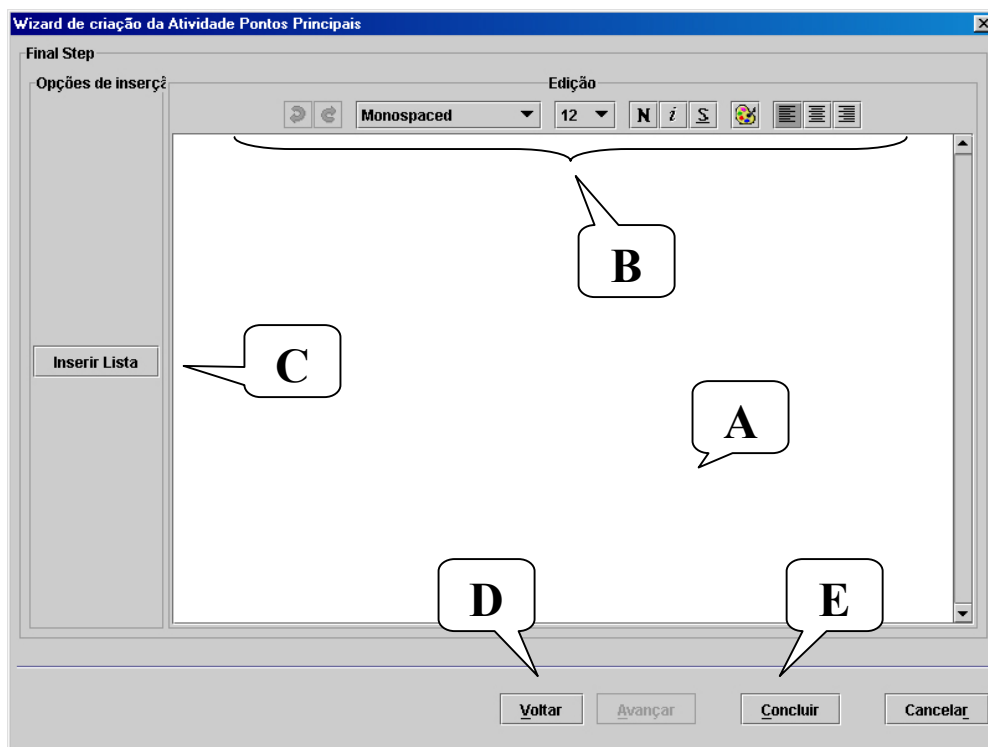 Wizard de criação da Atividade Pontos Principais
Final Step
Opções de inserçã
Edição
Monospaced 12 N i S
B
C
Inserir Lista
A
D
E
Voltar Avançar Concluir Cancelar